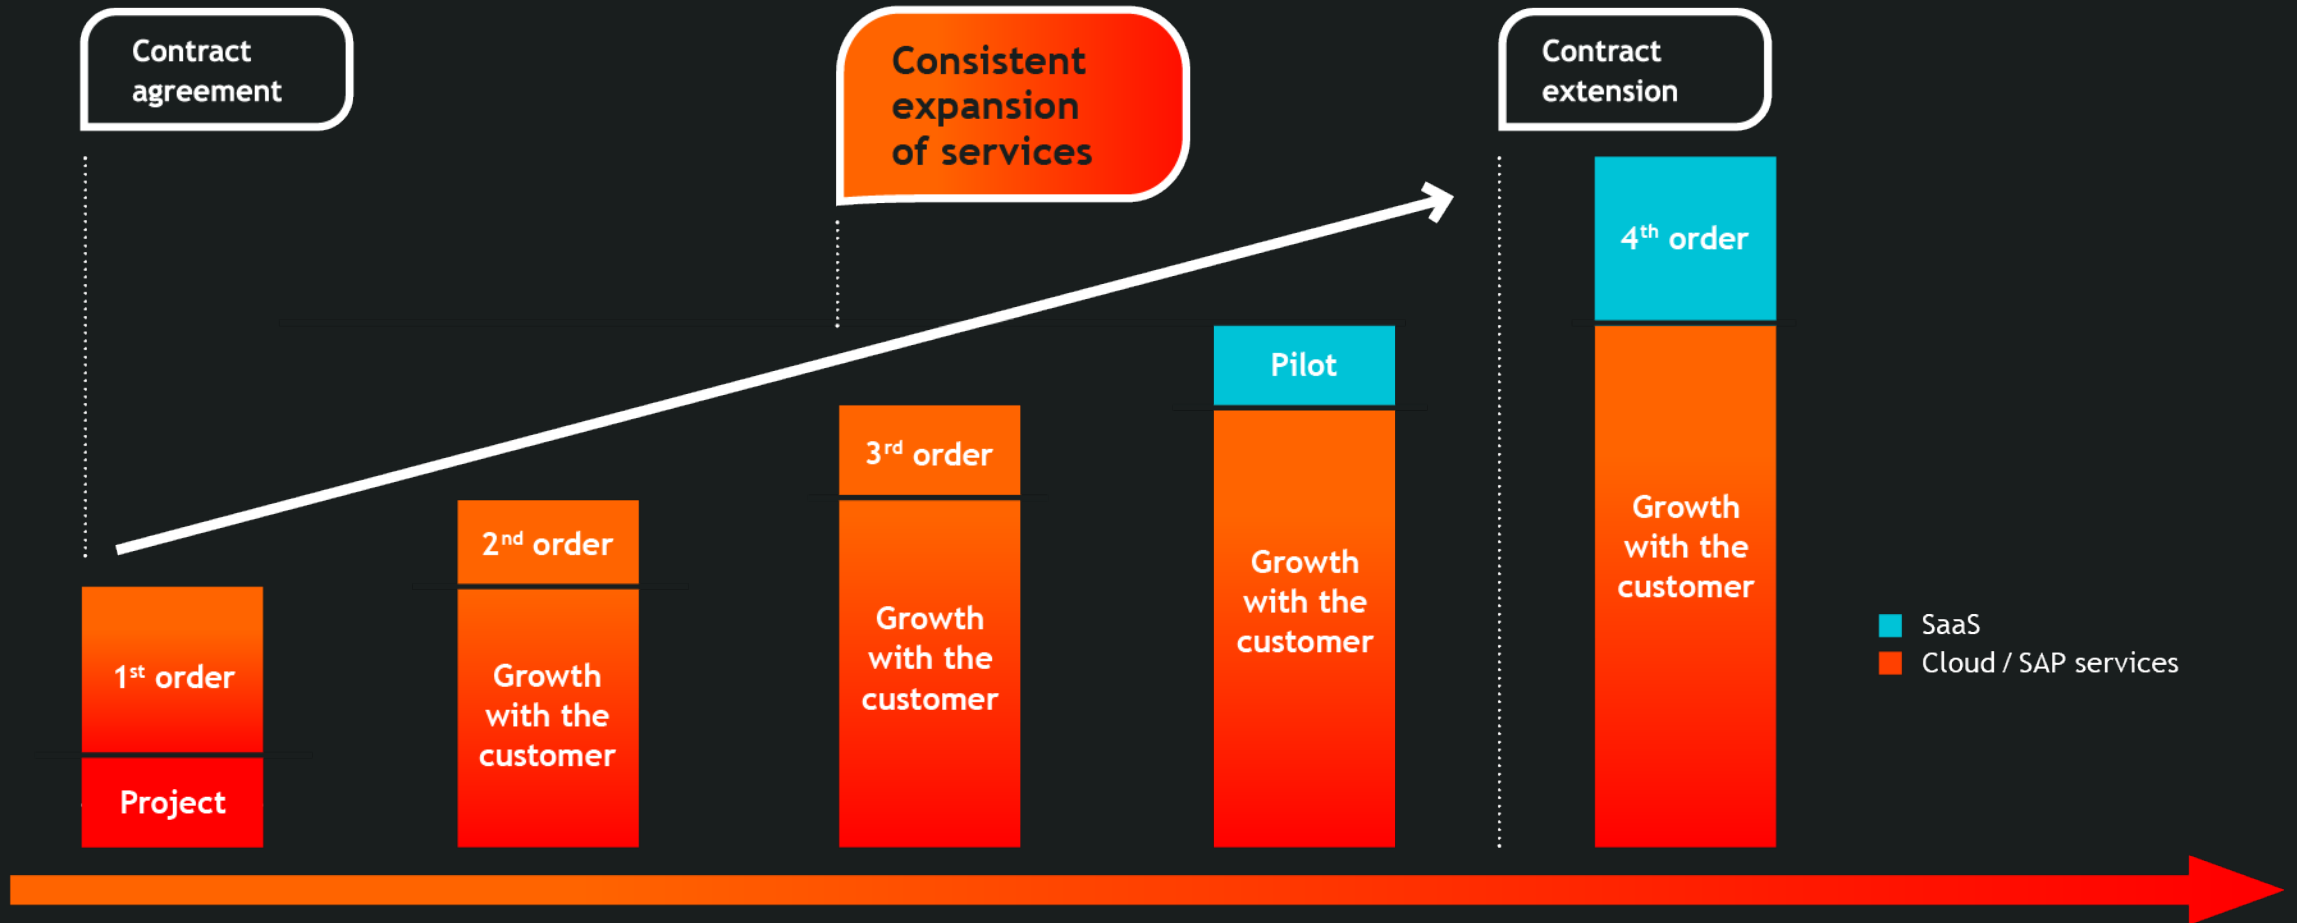 Contract
agreement
Consistent
expansion
of services
Contract
extension
1st order
Project
2nd order
Growth
with the
customer
3rd order
Growth
with the
customer
Pilot
Growth
with the
customer
4th order
Growth
with the
customer
SaaS
Cloud / SAP services